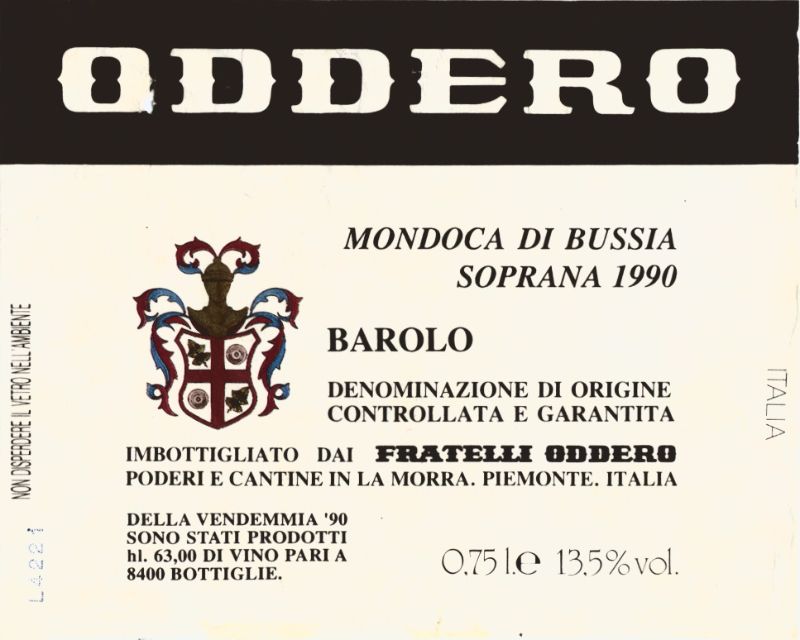 ODDERO
MONDOCA DI BUSSIA
SOPRANA 1990
BAROLO
DENOMINAZIONE DI ORIGINE
CONTROLLATA E GARANTITA
IMBOTTIGLIATO DAI FRATELLI ODDERO
PODERI E CANTINE IN LA MORRA. PIEMONTE. ITALIA
DELLA VENDEMMIA '90
SONO STATI PRODOTTI
hl. 63,00 DI VINO PARI A
8400 BOTTIGLIE.
0,75 l.e 13,5% vol.
NON DISPERDERE IL VETRO NELL'AMBIENTE
L4221
ITALIA